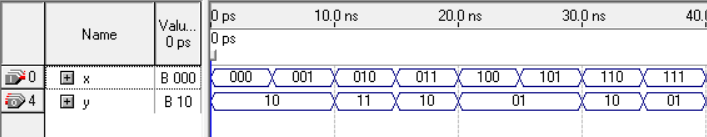 Name Valu... 0 ps 0 ps 10.0 ns 20.0 ns 30.0 ns 40.
0 ps
0 x B 000 000 001 010 011 100 101 110 111
4 y B 10 10 11 10 01 10 01